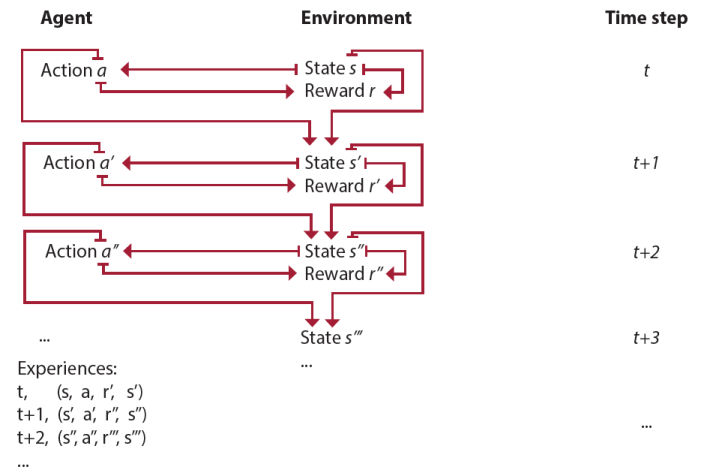 Agent Environment Time step
Action a State s t
Reward r
Action a′ State s′ t+1
Reward r′
Action a″ State s″ t+2
Reward r″
... State s‴ t+3
...
Experiences:
t, (s, a, r′, s′)
t+1, (s′, a′, r″, s″)
t+2, (s″, a″, r‴, s‴)
...
...